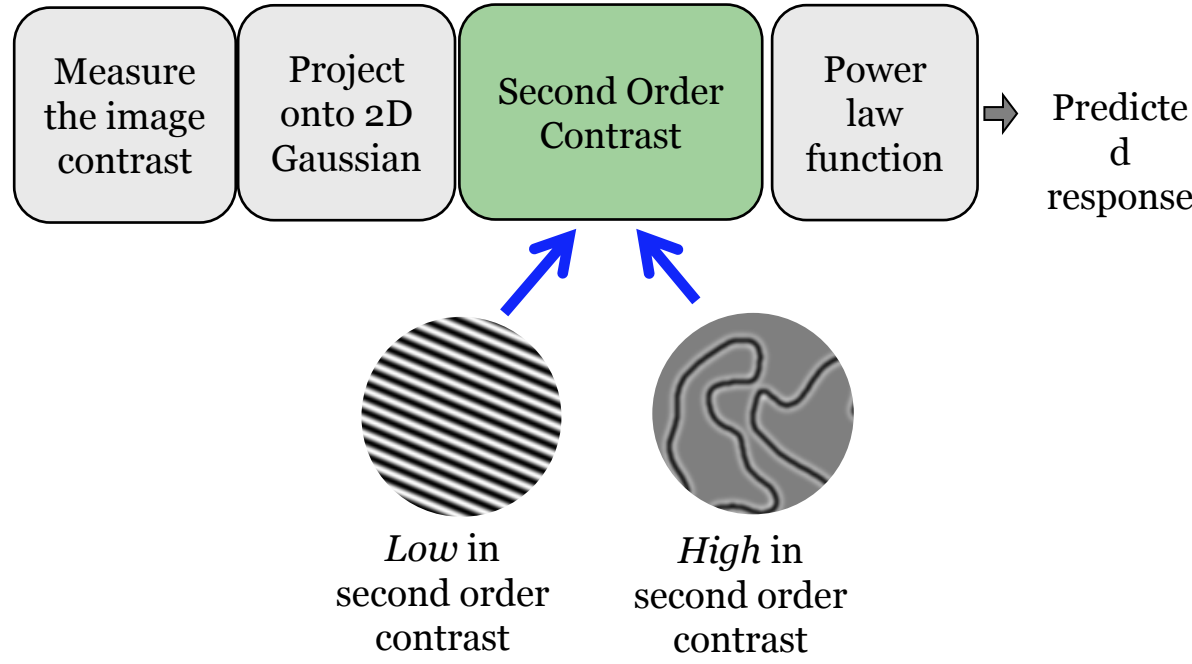 Measure
the image
contrast
Project
onto 2D
Gaussian
Second Order
Contrast
Power
law
function
Predicte
d
response
Low in
second order
contrast
High in
second order
contrast